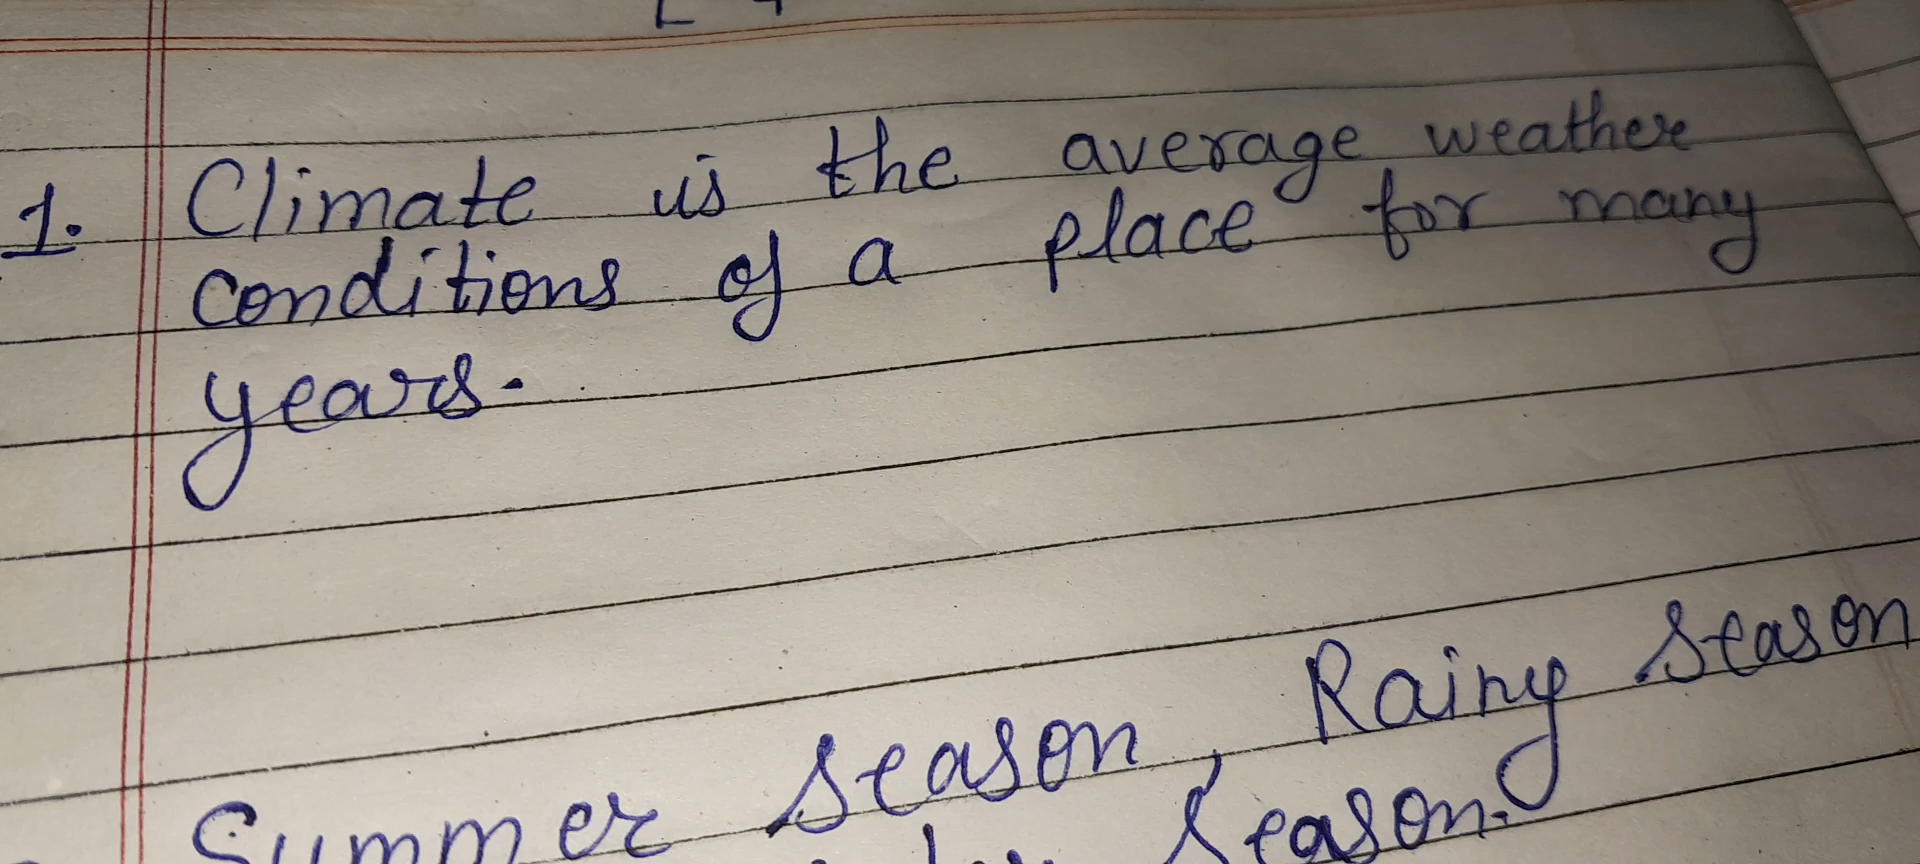 1. Climate is the average weather
conditions of a place for many
years.
Summer season, Rainy season
season.